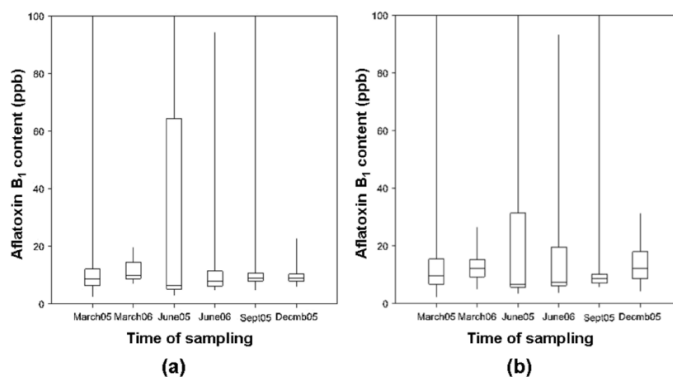 100
80
60
40
20
0
Aflatoxin B₁ content (ppb)
March05 March06 June05 June06 Sept05 Decmb05
Time of sampling
(a)
100
80
60
40
20
0
Aflatoxin B₁ content (ppb)
March05 March06 June05 June06 Sept05 Decmb05
Time of sampling
(b)